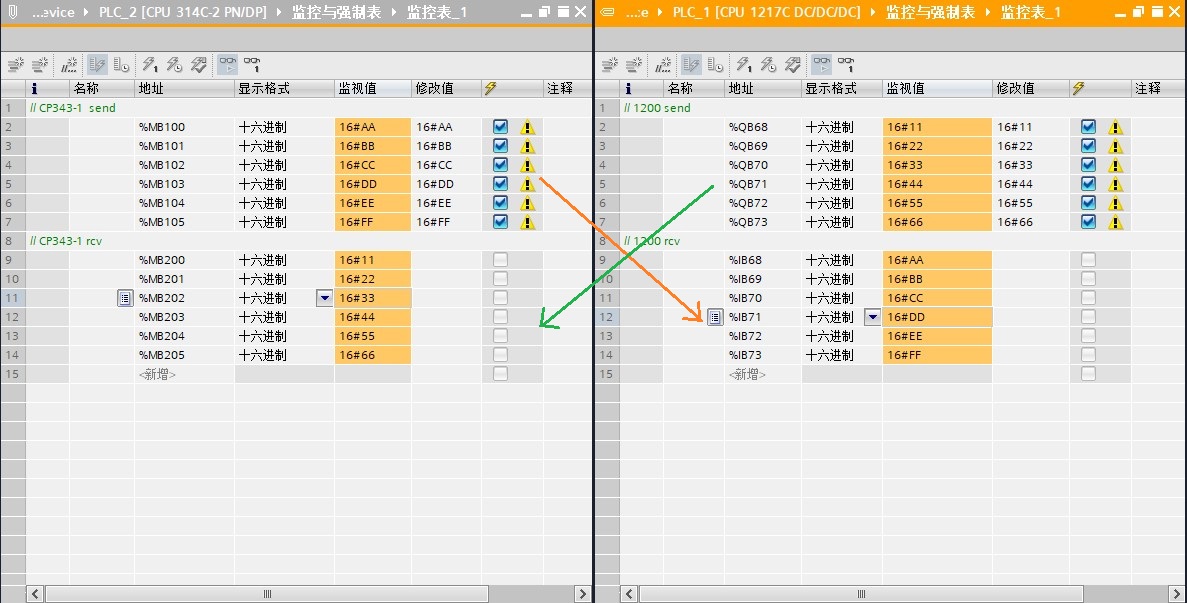 ...evice ▸ PLC_2 [CPU 314C-2 PN/DP] ▸ 监控与强制表 ▸ 监控表_1
i 名称 地址 显示格式 监视值 修改值 注释
1 // CP343-1 send
2 %MB100 十六进制 16#AA 16#AA
3 %MB101 十六进制 16#BB 16#BB
4 %MB102 十六进制 16#CC 16#CC
5 %MB103 十六进制 16#DD 16#DD
6 %MB104 十六进制 16#EE 16#EE
7 %MB105 十六进制 16#FF 16#FF
8 // CP343-1 rcv
9 %MB200 十六进制 16#11
10 %MB201 十六进制 16#22
11 %MB202 十六进制 16#33
12 %MB203 十六进制 16#44
13 %MB204 十六进制 16#55
14 %MB205 十六进制 16#66
15 <新增>
...e ▸ PLC_1 [CPU 1217C DC/DC/DC] ▸ 监控与强制表 ▸ 监控表_1
i 名称 地址 显示格式 监视值 修改值 注释
1 // 1200 send
2 %QB68 十六进制 16#11 16#11
3 %QB69 十六进制 16#22 16#22
4 %QB70 十六进制 16#33 16#33
5 %QB71 十六进制 16#44 16#44
6 %QB72 十六进制 16#55 16#55
7 %QB73 十六进制 16#66 16#66
8 // 1200 rcv
9 %IB68 十六进制 16#AA
10 %IB69 十六进制 16#BB
11 %IB70 十六进制 16#CC
12 %IB71 十六进制 16#DD
13 %IB72 十六进制 16#EE
14 %IB73 十六进制 16#FF
15 <新增>